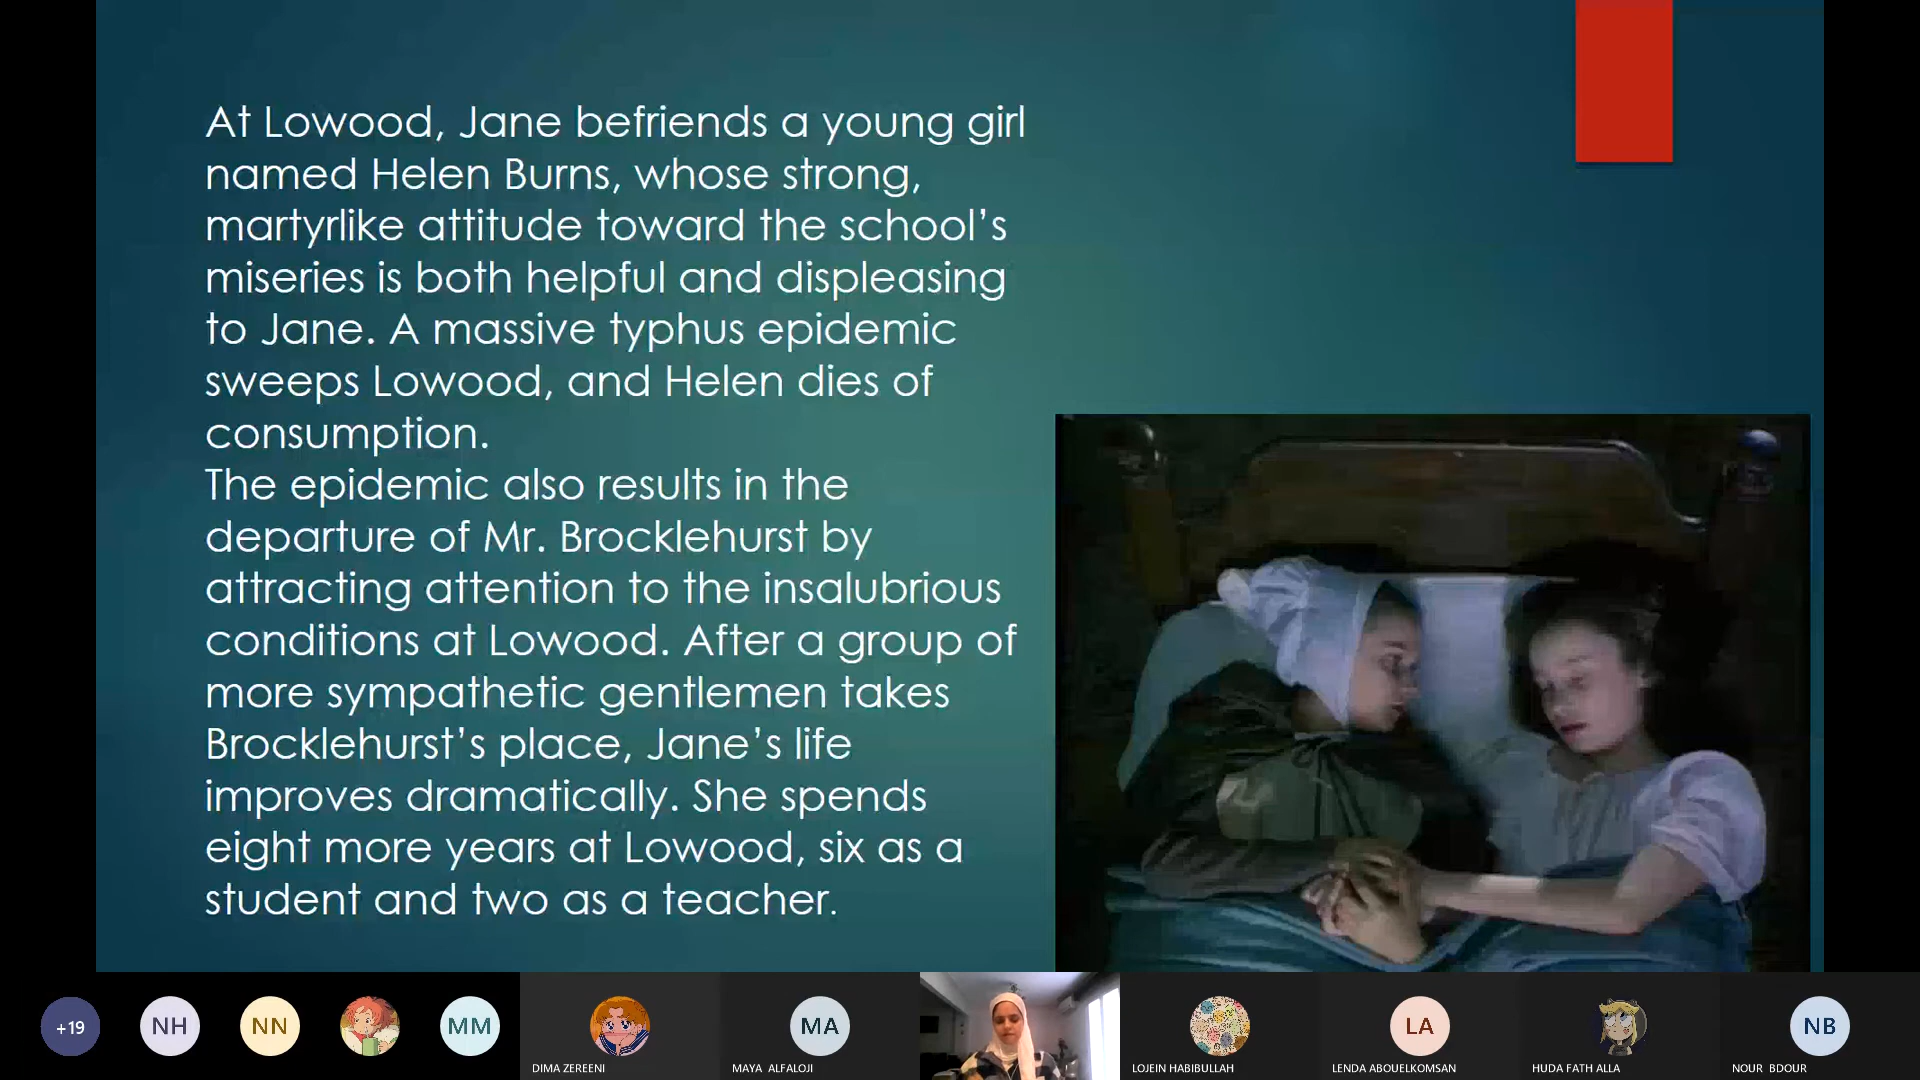 At Lowood, Jane befriends a young girl
named Helen Burns, whose strong,
martyrlike attitude toward the school’s
miseries is both helpful and displeasing
to Jane. A massive typhus epidemic
sweeps Lowood, and Helen dies of
consumption.
The epidemic also results in the
departure of Mr. Brocklehurst by
attracting attention to the insalubrious
conditions at Lowood. After a group of
more sympathetic gentlemen takes
Brocklehurst’s place, Jane’s life
improves dramatically. She spends
eight more years at Lowood, six as a
student and two as a teacher.
+19
NH
NN
MM
DIMA ZEREENI
MA
MAYA ALFALOJI
LOJEIN HABIBULLAH
LA
LENDA ABOUELKOMSAN
HUDA FATH ALLA
NB
NOUR BDOUR